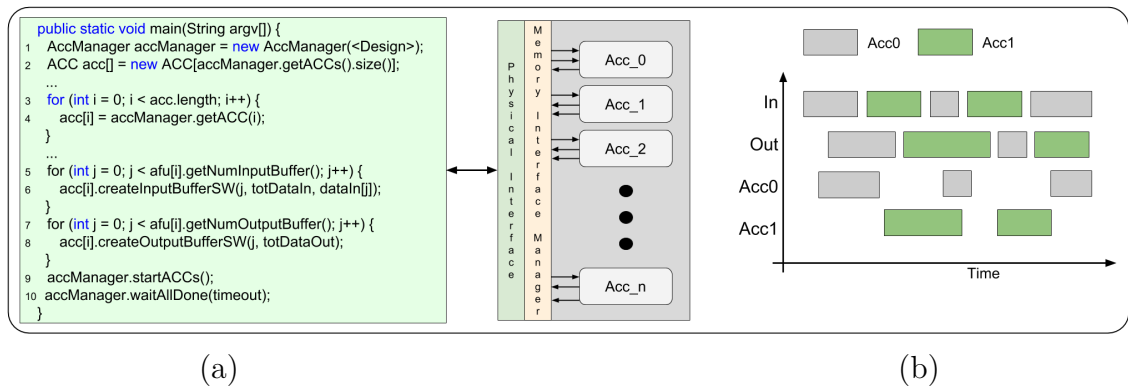 public static void main(String argv[]) {
1 AccManager accManager = new AccManager(<Design>);
2 ACC acc[] = new ACC[accManager.getACCs().size()];
...
3 for (int i = 0; i < acc.length; i++) {
4 acc[i] = accManager.getACC(i);
}
...
5 for (int j = 0; j < afu[i].getNumInputBuffer(); j++) {
6 acc[i].createInputBufferSW(j, totDataIn, dataIn[j]);
}
7 for (int j = 0; j < afu[i].getNumOutputBuffer(); j++) {
8 acc[i].createOutputBufferSW(j, totDataOut);
}
9 accManager.startACCs();
10 accManager.waitAllDone(timeout);
}
Physical Interface
Memory Interface Manager
Acc_0
Acc_1
Acc_2
Acc_n
(a)
Acc0
Acc1
In
Out
Acc0
Acc1
Time
(b)